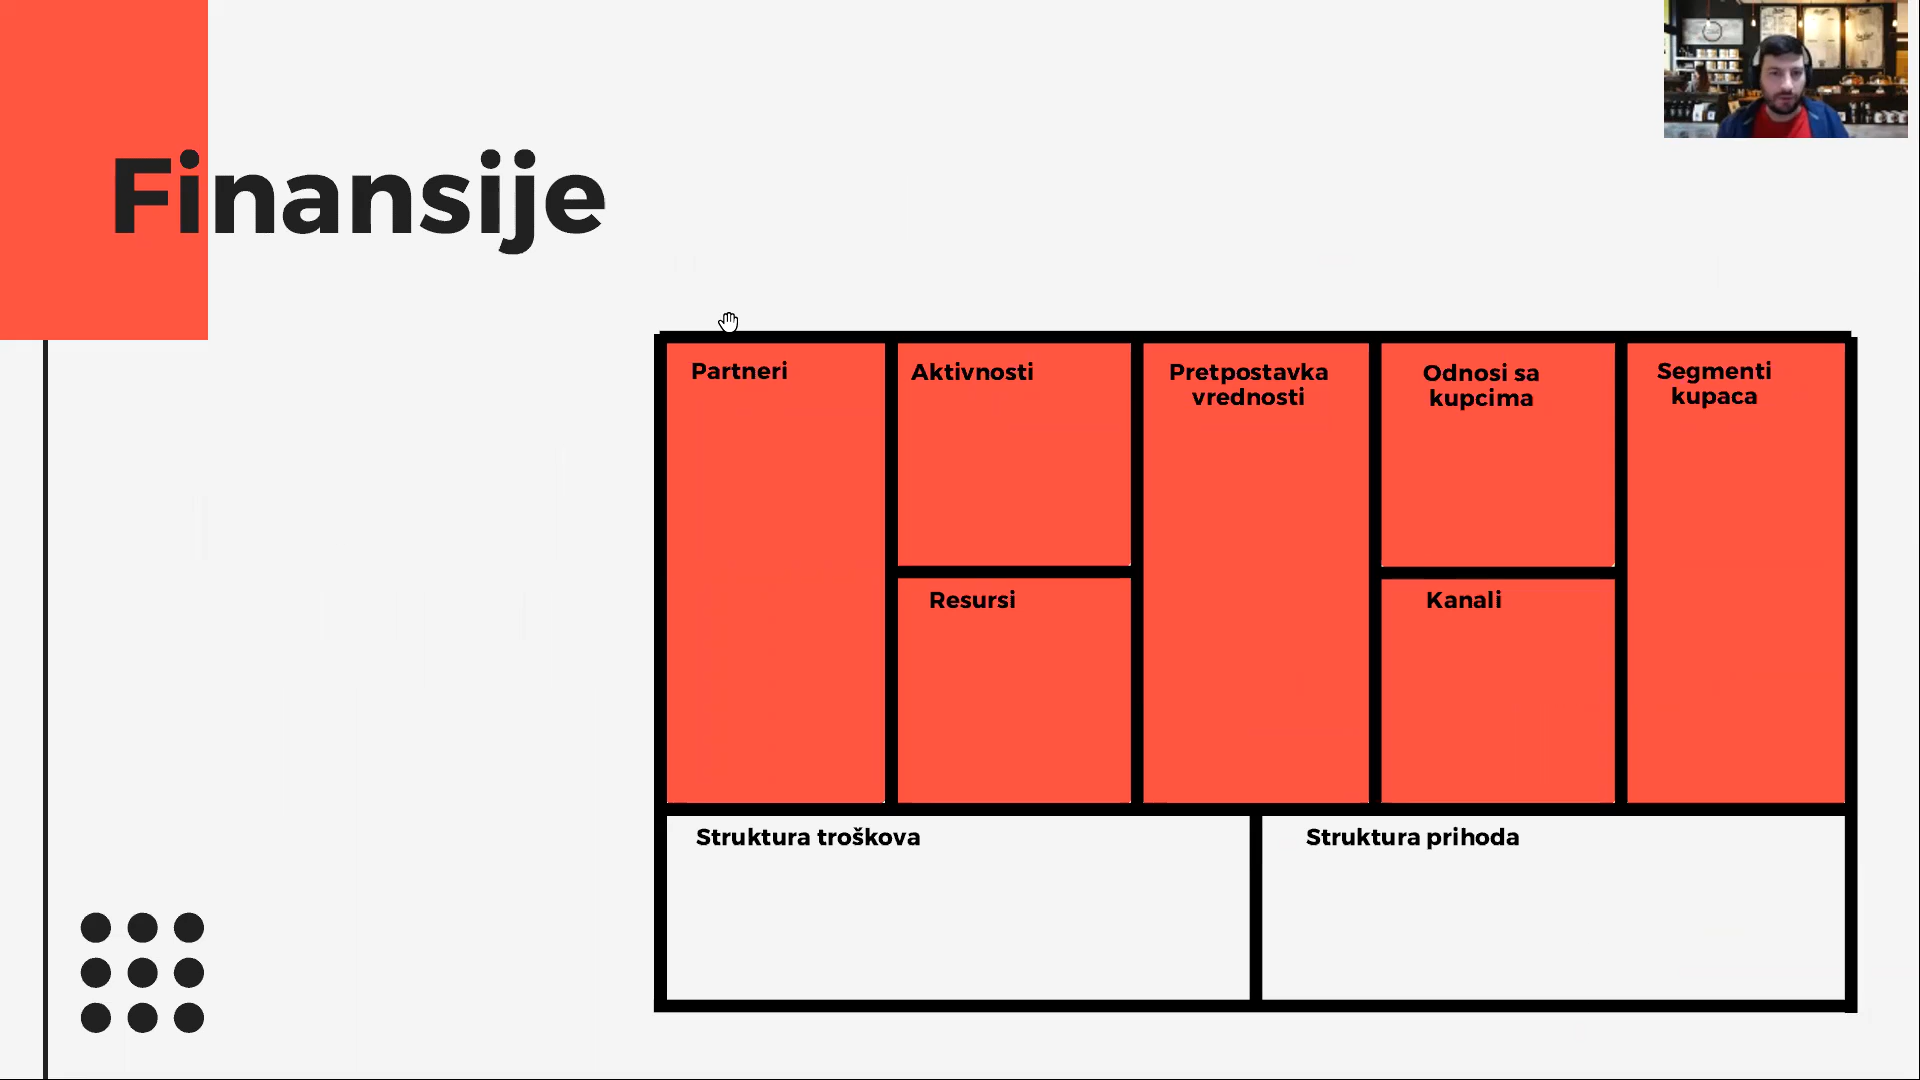 Finansije
Partneri
Aktivnosti
Pretpostavka
vrednosti
Odnosi sa
kupcima
Segmenti
kupaca
Resursi
Kanali
Struktura troškova
Struktura prihoda